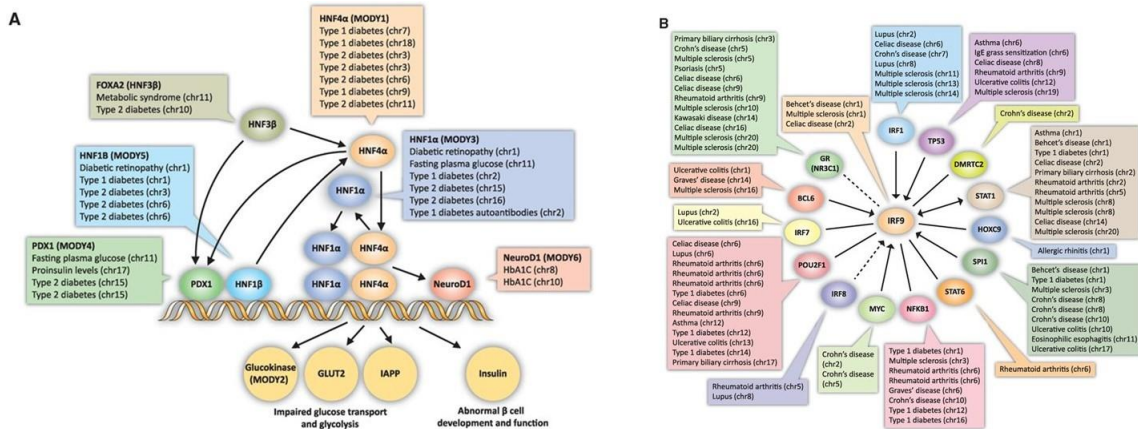 A
HNF4α (MODY1)
Type 1 diabetes (chr7)
Type 1 diabetes (chr18)
Type 2 diabetes (chr3)
Type 2 diabetes (chr3)
Type 2 diabetes (chr6)
Type 1 diabetes (chr9)
Type 2 diabetes (chr11)
FOXA2 (HNF3β)
Metabolic syndrome (chr11)
Type 2 diabetes (chr10)
HNF3β
HNF4α
HNF1α (MODY3)
Diabetic retinopathy (chr1)
Fasting plasma glucose (chr11)
Type 1 diabetes (chr2)
Type 2 diabetes (chr15)
Type 2 diabetes (chr16)
Type 1 diabetes autoantibodies (chr2)
HNF1B (MODY5)
Diabetic retinopathy (chr1)
Type 1 diabetes (chr1)
Type 2 diabetes (chr3)
Type 2 diabetes (chr6)
Type 2 diabetes (chr6)
HNF1α
PDX1 (MODY4)
Fasting plasma glucose (chr11)
Proinsulin levels (chr17)
Type 2 diabetes (chr15)
Type 2 diabetes (chr15)
HNF1α
HNF4α
NeuroD1 (MODY6)
HbA1C (chr8)
HbA1C (chr10)
PDX1
HNF1β
HNF1α
HNF4α
NeuroD1
Glucokinase
(MODY2)
GLUT2
IAPP
Insulin
Impaired glucose transport
and glycolysis
Abnormal β cell
development and function
B
Primary biliary cirrhosis (chr3)
Crohn's disease (chr5)
Multiple sclerosis (chr5)
Psoriasis (chr5)
Celiac disease (chr6)
Celiac disease (chr9)
Rheumatoid arthritis (chr9)
Multiple sclerosis (chr10)
Kawasaki disease (chr14)
Celiac disease (chr16)
Multiple sclerosis (chr20)
Multiple sclerosis (chr20)
Behcet's disease (chr1)
Multiple sclerosis (chr1)
Celiac disease (chr2)
Lupus (chr2)
Celiac disease (chr6)
Crohn's disease (chr7)
Lupus (chr8)
Multiple sclerosis (chr11)
Multiple sclerosis (chr13)
Multiple sclerosis (chr14)
Asthma (chr6)
IgE grass sensitization (chr6)
Celiac disease (chr8)
Rheumatoid arthritis (chr9)
Ulcerative colitis (chr12)
Multiple sclerosis (chr19)
Crohn's disease (chr2)
Asthma (chr1)
Behcet's disease (chr1)
Type 1 diabetes (chr1)
Celiac disease (chr2)
Primary biliary cirrhosis (chr2)
Rheumatoid arthritis (chr2)
Rheumatoid arthritis (chr5)
Multiple sclerosis (chr8)
Multiple sclerosis (chr8)
Celiac disease (chr14)
Multiple sclerosis (chr20)
IRF1
TP53
GR
(NR3C1)
DMRTC2
Ulcerative colitis (chr1)
Graves' disease (chr14)
Multiple sclerosis (chr16)
BCL6
STAT1
Lupus (chr2)
Ulcerative colitis (chr16)
IRF7
IRF9
HOXC9
Allergic rhinitis (chr1)
Celiac disease (chr6)
Lupus (chr6)
Rheumatoid arthritis (chr6)
Rheumatoid arthritis (chr6)
Rheumatoid arthritis (chr6)
Type 1 diabetes (chr6)
Celiac disease (chr9)
Rheumatoid arthritis (chr9)
Asthma (chr12)
Type 1 diabetes (chr12)
Ulcerative colitis (chr13)
Type 1 diabetes (chr14)
Primary biliary cirrhosis (chr17)
POU2F1
SPI1
Behcet's disease (chr1)
Type 1 diabetes (chr1)
Multiple sclerosis (chr3)
Crohn's disease (chr8)
Crohn's disease (chr8)
Crohn's disease (chr10)
Ulcerative colitis (chr10)
Eosinophilic esophagitis (chr11)
Ulcerative colitis (chr17)
IRF8
MYC
NFKB1
STAT6
Rheumatoid arthritis (chr5)
Lupus (chr8)
Crohn's disease
(chr2)
Crohn's disease
(chr5)
Type 1 diabetes (chr1)
Multiple sclerosis (chr3)
Rheumatoid arthritis (chr6)
Rheumatoid arthritis (chr6)
Graves' disease (chr6)
Crohn's disease (chr10)
Type 1 diabetes (chr12)
Type 1 diabetes (chr16)
Rheumatoid arthritis (chr6)